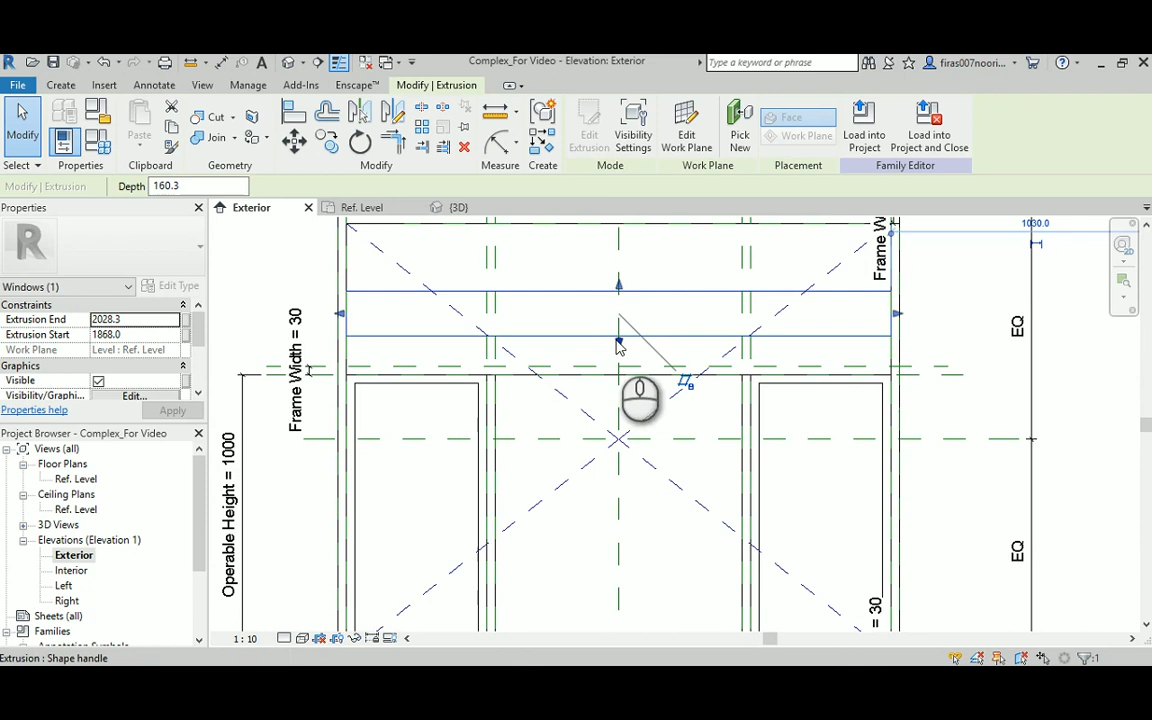 Complex_For Video - Elevation: Exterior
Type a keyword or phrase
firas007noori...
File Create Insert Annotate View Manage Add-Ins Enscape™ Modify | Extrusion
Modify
Paste
Cut
Join
Edit Extrusion
Visibility Settings
Edit Work Plane
Pick New
Face
Work Plane
Load into Project
Load into Project and Close
Select Properties Clipboard Geometry Modify Measure Create Mode Work Plane Placement Family Editor
Modify | Extrusion Depth 160.3
Properties
Exterior Ref. Level {3D}
Windows (1) Edit Type
Constraints
Extrusion End 2028.3
Extrusion Start 1868.0
Work Plane Level : Ref. Level
Graphics
Visible
Visibility/Graphi... Edit...
Properties help Apply
Project Browser - Complex_For Video
Views (all)
Floor Plans
Ref. Level
Ceiling Plans
Ref. Level
3D Views
Elevations (Elevation 1)
Exterior
Interior
Left
Right
Sheets (all)
Families
Frame Width = 30
Operable Height = 1000
Frame W
1030.0
EQ
EQ
= 30
1 : 10
Extrusion : Shape handle
:1